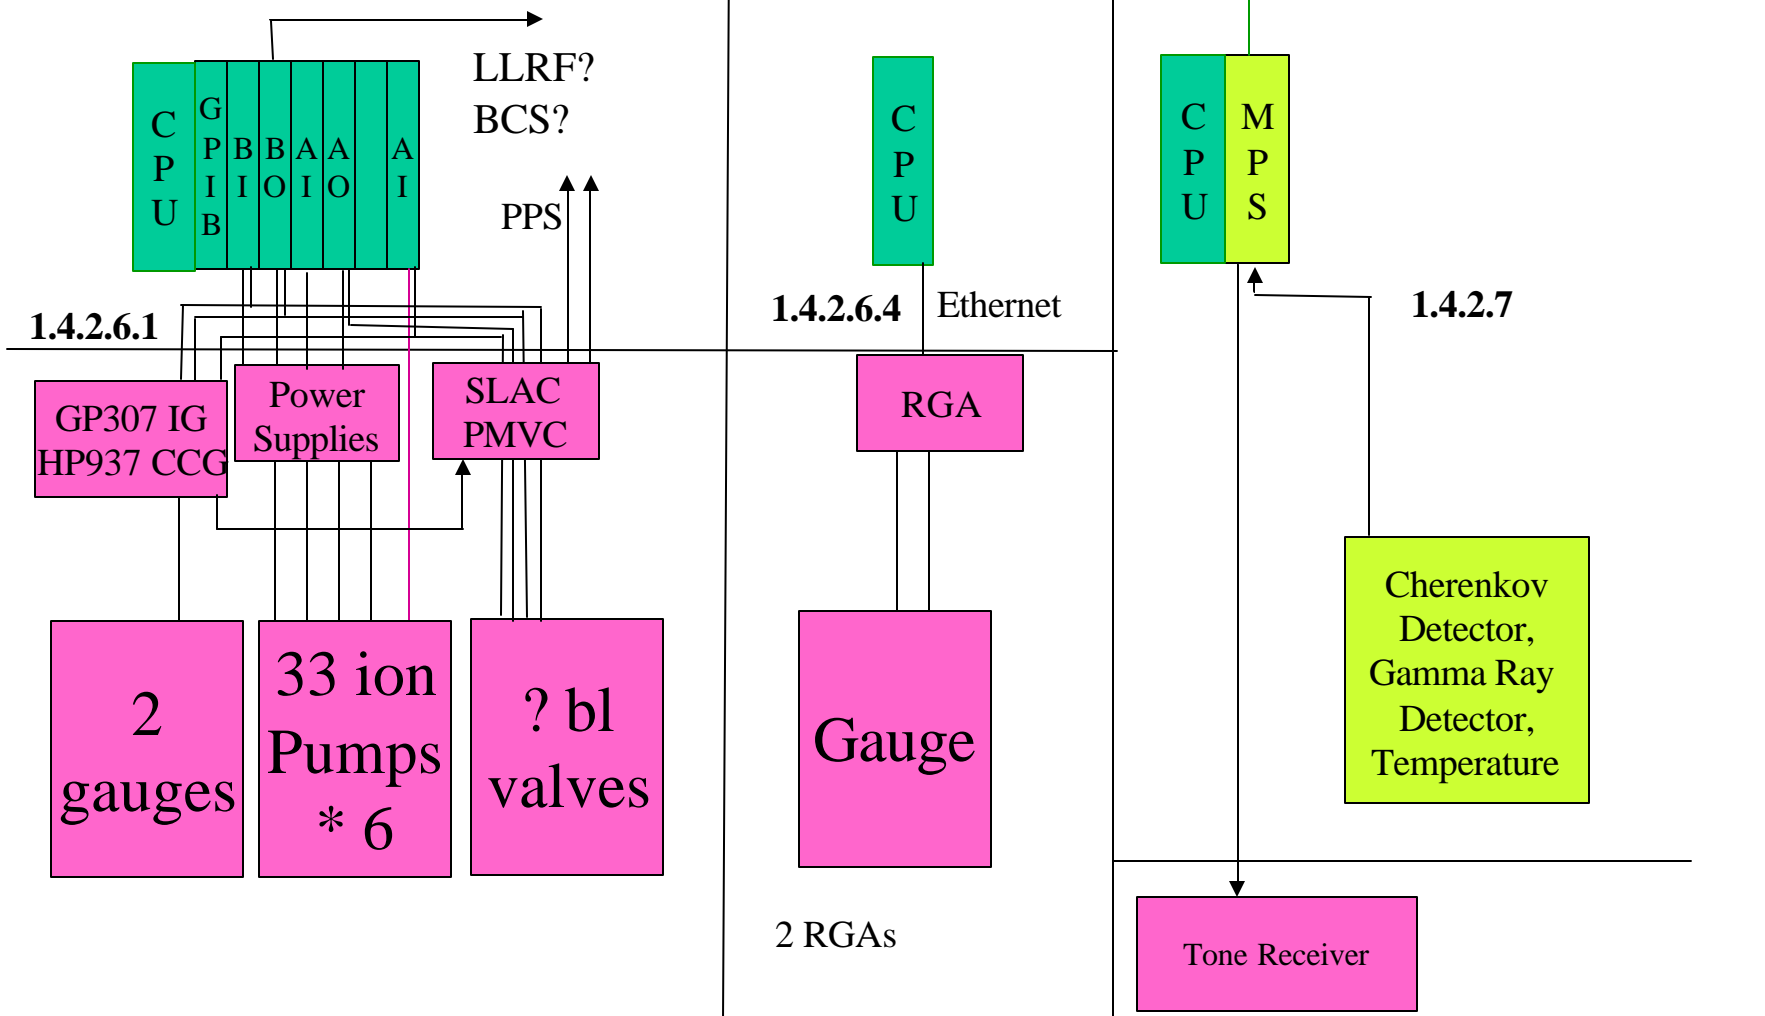 LLRF?
BCS?
C
P
U
G
P
I
B
B
I
B
O
A
I
A
O
A
I
PPS
1.4.2.6.1
GP307 IG
HP937 CCG
Power
Supplies
SLAC
PMVC
2
gauges
33 ion
Pumps
* 6
? bl
valves
C
P
U
1.4.2.6.4
Ethernet
RGA
Gauge
2 RGAs
C
P
U
M
P
S
1.4.2.7
Cherenkov
Detector,
Gamma Ray
Detector,
Temperature
Tone Receiver